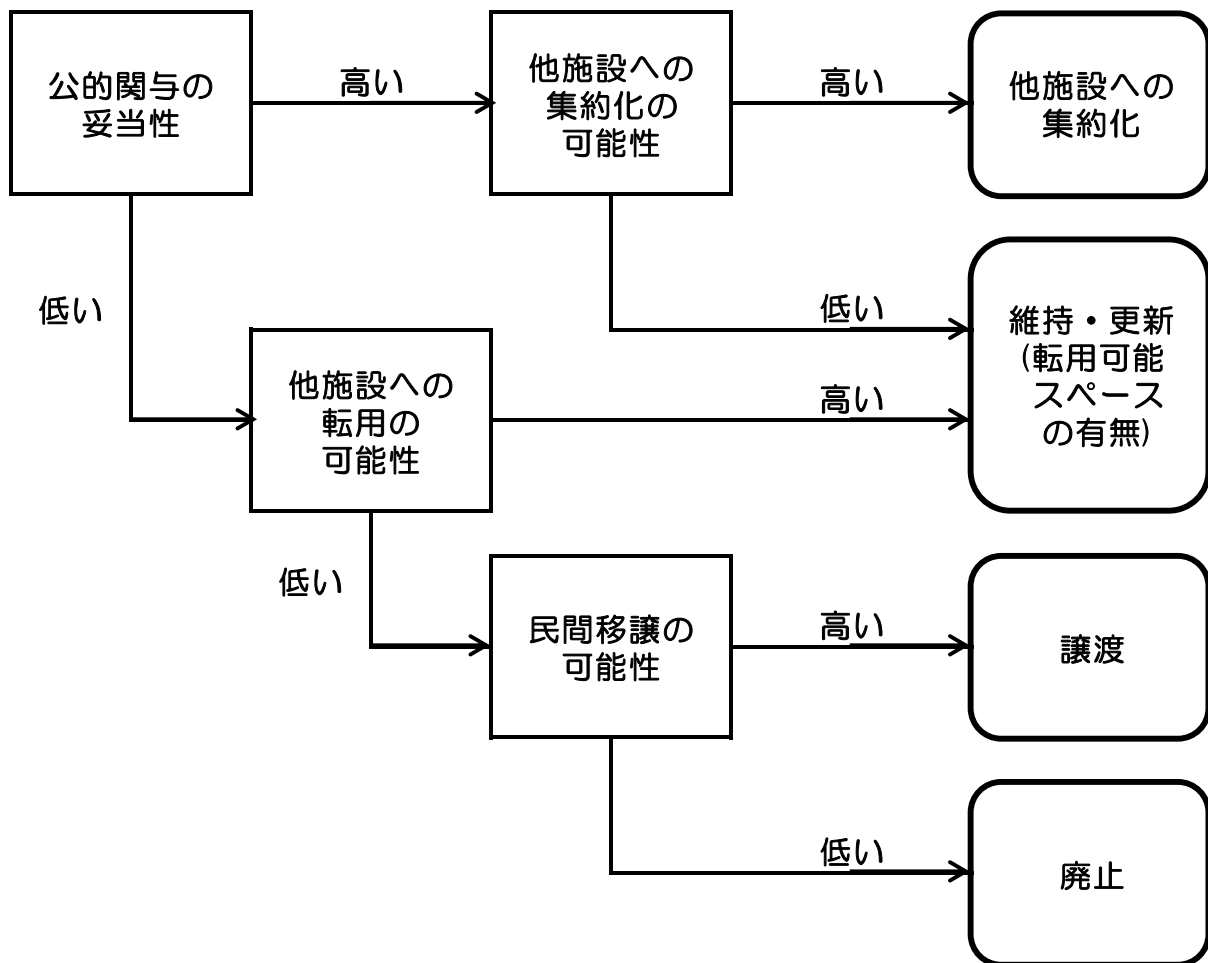 公的関与の
妥当性
高い
他施設への
集約化の
可能性
高い
他施設への
集約化
低い
低い
維持・更新
(転用可能
スペース
の有無)
他施設への
転用の
可能性
高い
低い
民間移譲の
可能性
高い
譲渡
低い
廃止